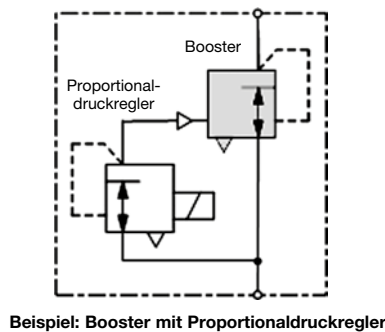 Booster
Proportional-
druckregler
Beispiel: Booster mit Proportionaldruckregler